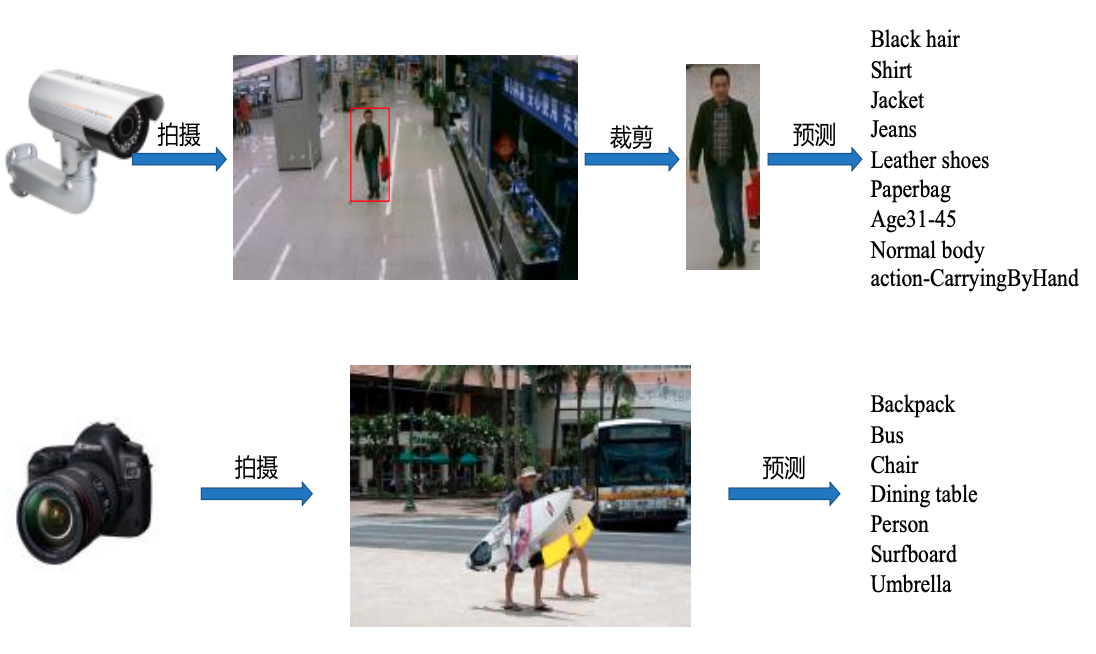 拍摄
裁剪
预测
Black hair
Shirt
Jacket
Jeans
Leather shoes
Paperbag
Age31-45
Normal body
action-CarryingByHand
拍摄
预测
Backpack
Bus
Chair
Dining table
Person
Surfboard
Umbrella
Canon